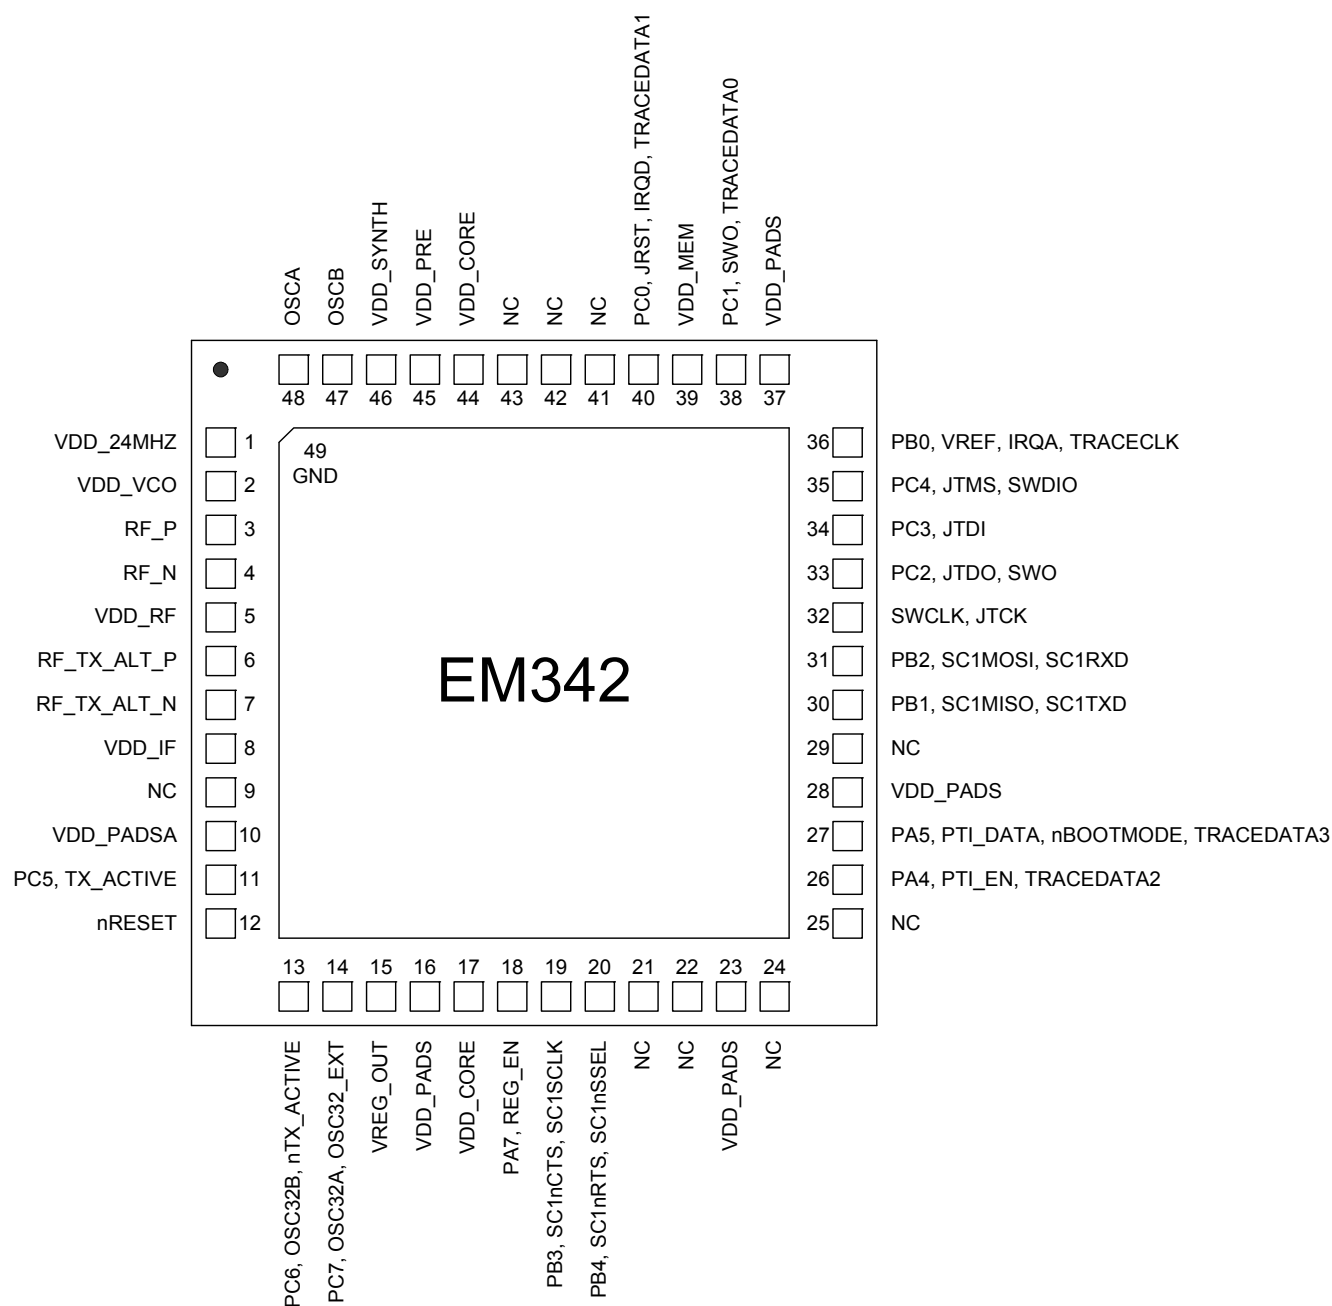 OSCA
OSCB
VDD_SYNTH
VDD_PRE
VDD_CORE
NC
NC
NC
PC0, JRST, IRQD, TRACEDATA1
VDD_MEM
PC1, SWO, TRACEDATA0
VDD_PADS
48 47 46 45 44 43 42 41 40 39 38 37
VDD_24MHZ 1
VDD_VCO 2
RF_P 3
RF_N 4
VDD_RF 5
RF_TX_ALT_P 6
RF_TX_ALT_N 7
VDD_IF 8
NC 9
VDD_PADSA 10
PC5, TX_ACTIVE 11
nRESET 12
49
GND
EM342
36 PB0, VREF, IRQA, TRACECLK
35 PC4, JTMS, SWDIO
34 PC3, JTDI
33 PC2, JTDO, SWO
32 SWCLK, JTCK
31 PB2, SC1MOSI, SC1RXD
30 PB1, SC1MISO, SC1TXD
29 NC
28 VDD_PADS
27 PA5, PTI_DATA, nBOOTMODE, TRACEDATA3
26 PA4, PTI_EN, TRACEDATA2
25 NC
13 14 15 16 17 18 19 20 21 22 23 24
PC6, OSC32B, nTX_ACTIVE
PC7, OSC32A, OSC32_EXT
VREG_OUT
VDD_PADS
VDD_CORE
PA7, REG_EN
PB3, SC1nCTS, SC1SCLK
PB4, SC1nRTS, SC1nSSEL
NC
NC
VDD_PADS
NC